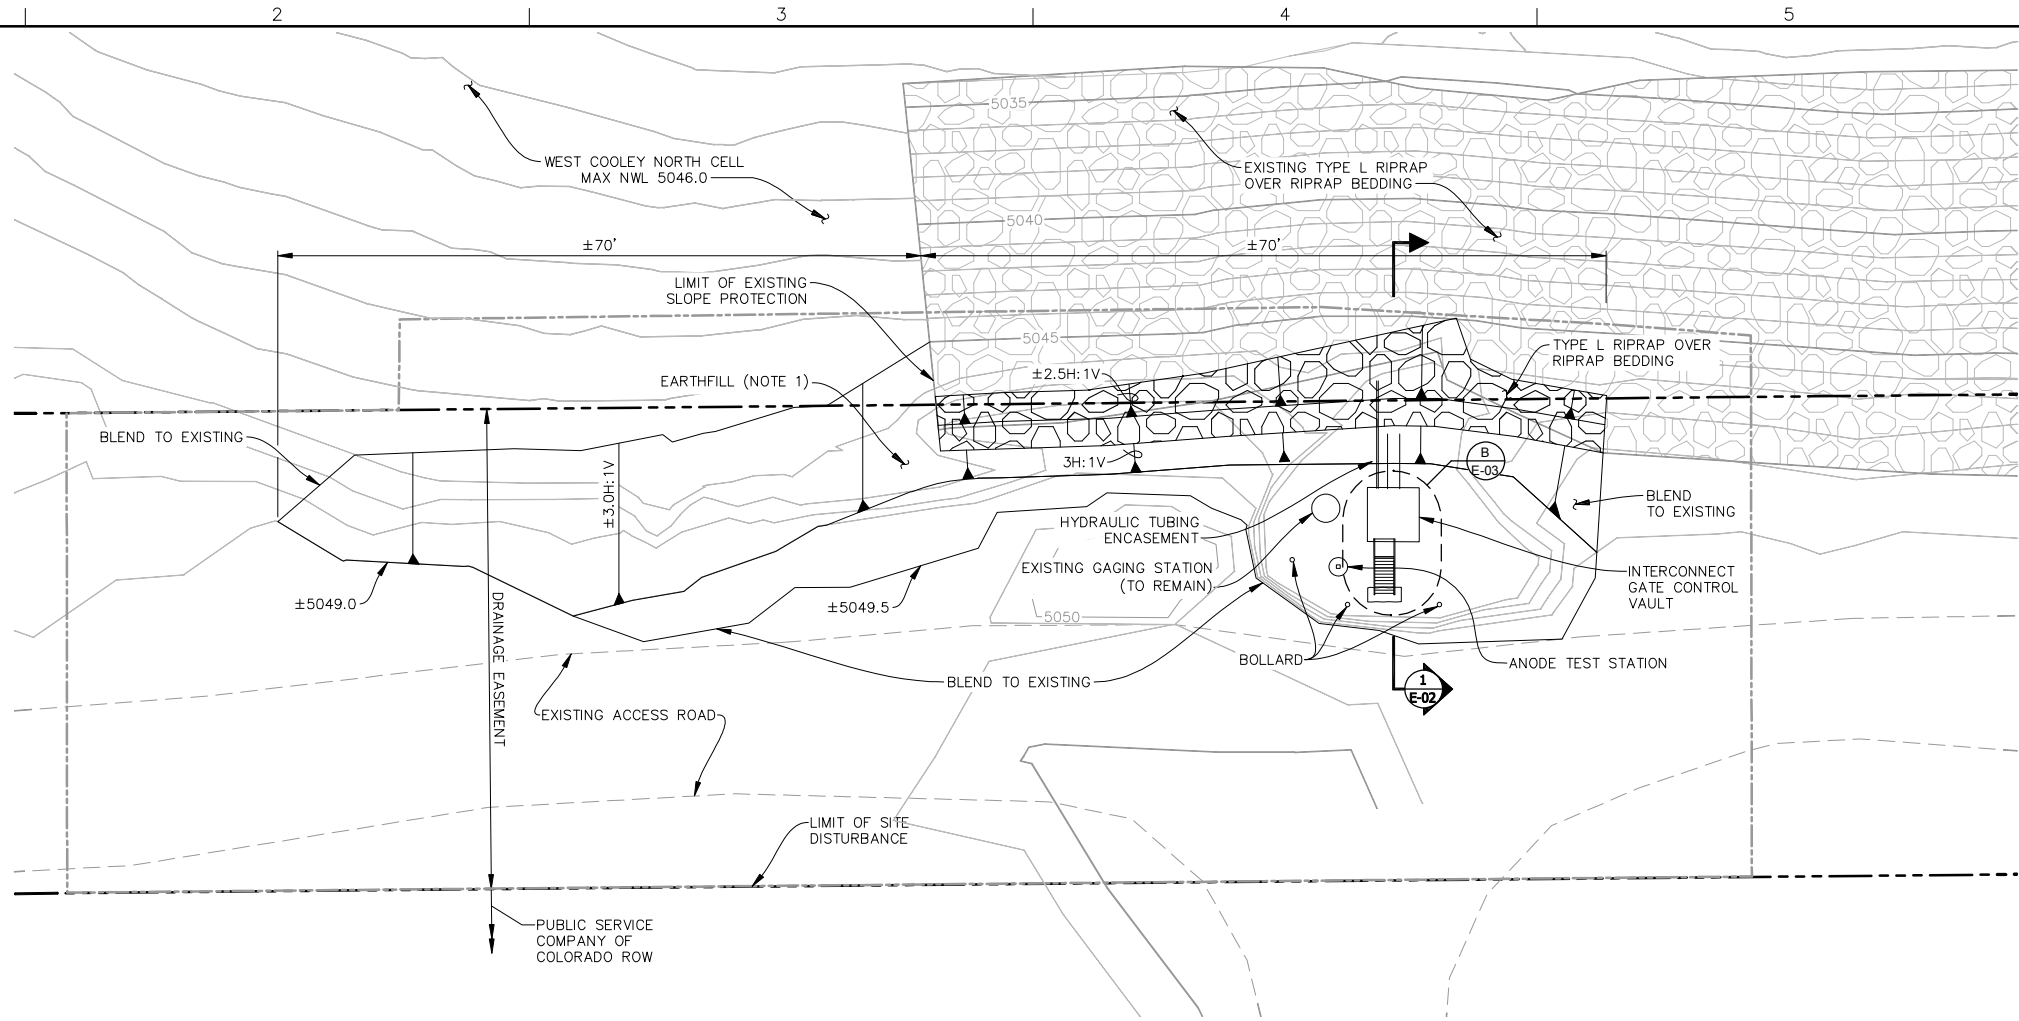 2
3
4
5
5035
WEST COOLEY NORTH CELL
MAX NWL 5046.0
EXISTING TYPE L RIPRAP
OVER RIPRAP BEDDING
5040
±70'
±70'
LIMIT OF EXISTING
SLOPE PROTECTION
5045
TYPE L RIPRAP OVER
RIPRAP BEDDING
±2.5H:1V
EARTHFILL (NOTE 1)
BLEND TO EXISTING
±3.0H:1V
3H:1V
B
E-03
BLEND
TO EXISTING
HYDRAULIC TUBING
ENCASEMENT
EXISTING GAGING STATION
(TO REMAIN)
INTERCONNECT
GATE CONTROL
VAULT
±5049.0
±5049.5
5050
DRAINAGE EASEMENT
BOLLARD
ANODE TEST STATION
BLEND TO EXISTING
1
E-02
EXISTING ACCESS ROAD
LIMIT OF SITE
DISTURBANCE
PUBLIC SERVICE
COMPANY OF
COLORADO ROW